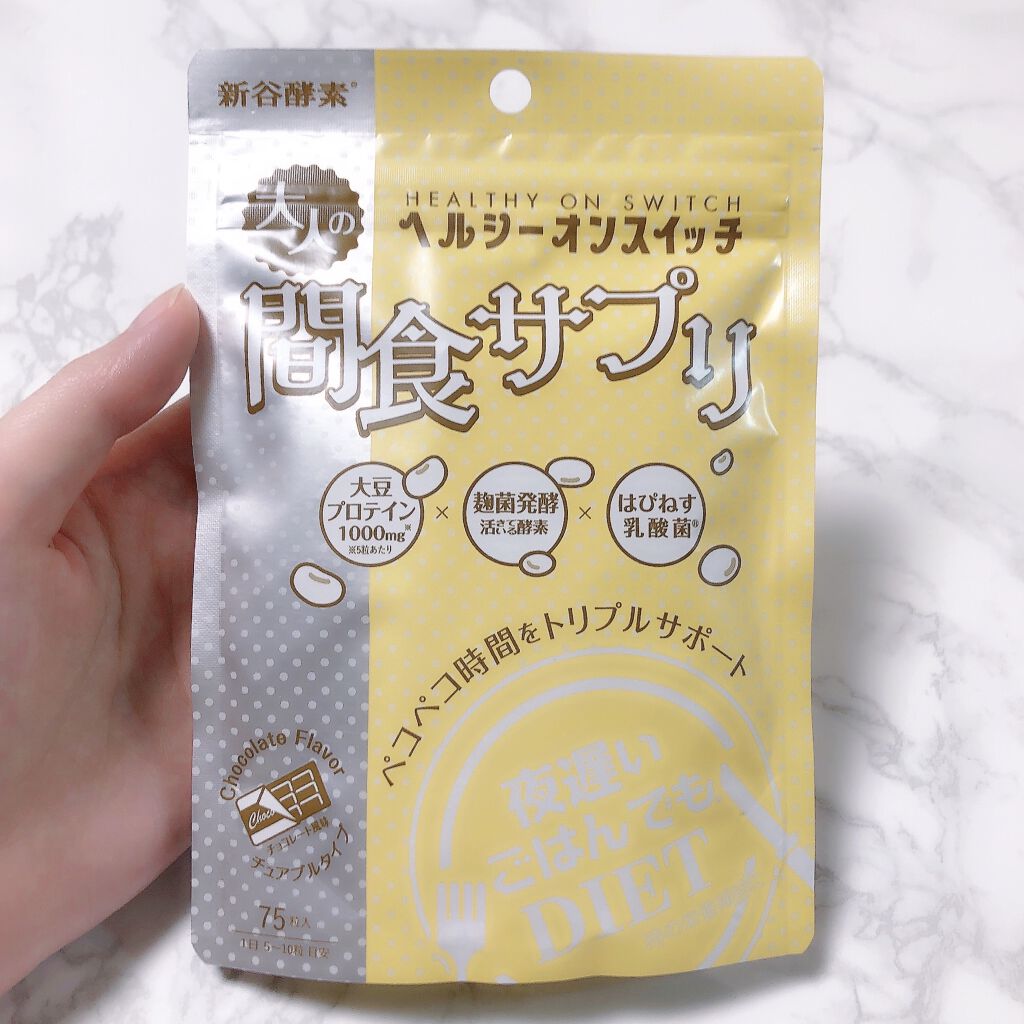 新谷酵素®
大人の
HEALTHY ON SWITCH
ヘルシーオンスイッチ
間食サプリ
大豆
プロテイン
1000mg※
※5粒あたり
×
麹菌発酵
活きている酵素
×
はぴねす
乳酸菌®
ペコペコ時間をトリプルサポート
Chocolate Flavor
Choco
チョコレート風味
チュアブルタイプ
75粒入
1日 5~10粒 目安
夜遅い
ごはんでも
DIET